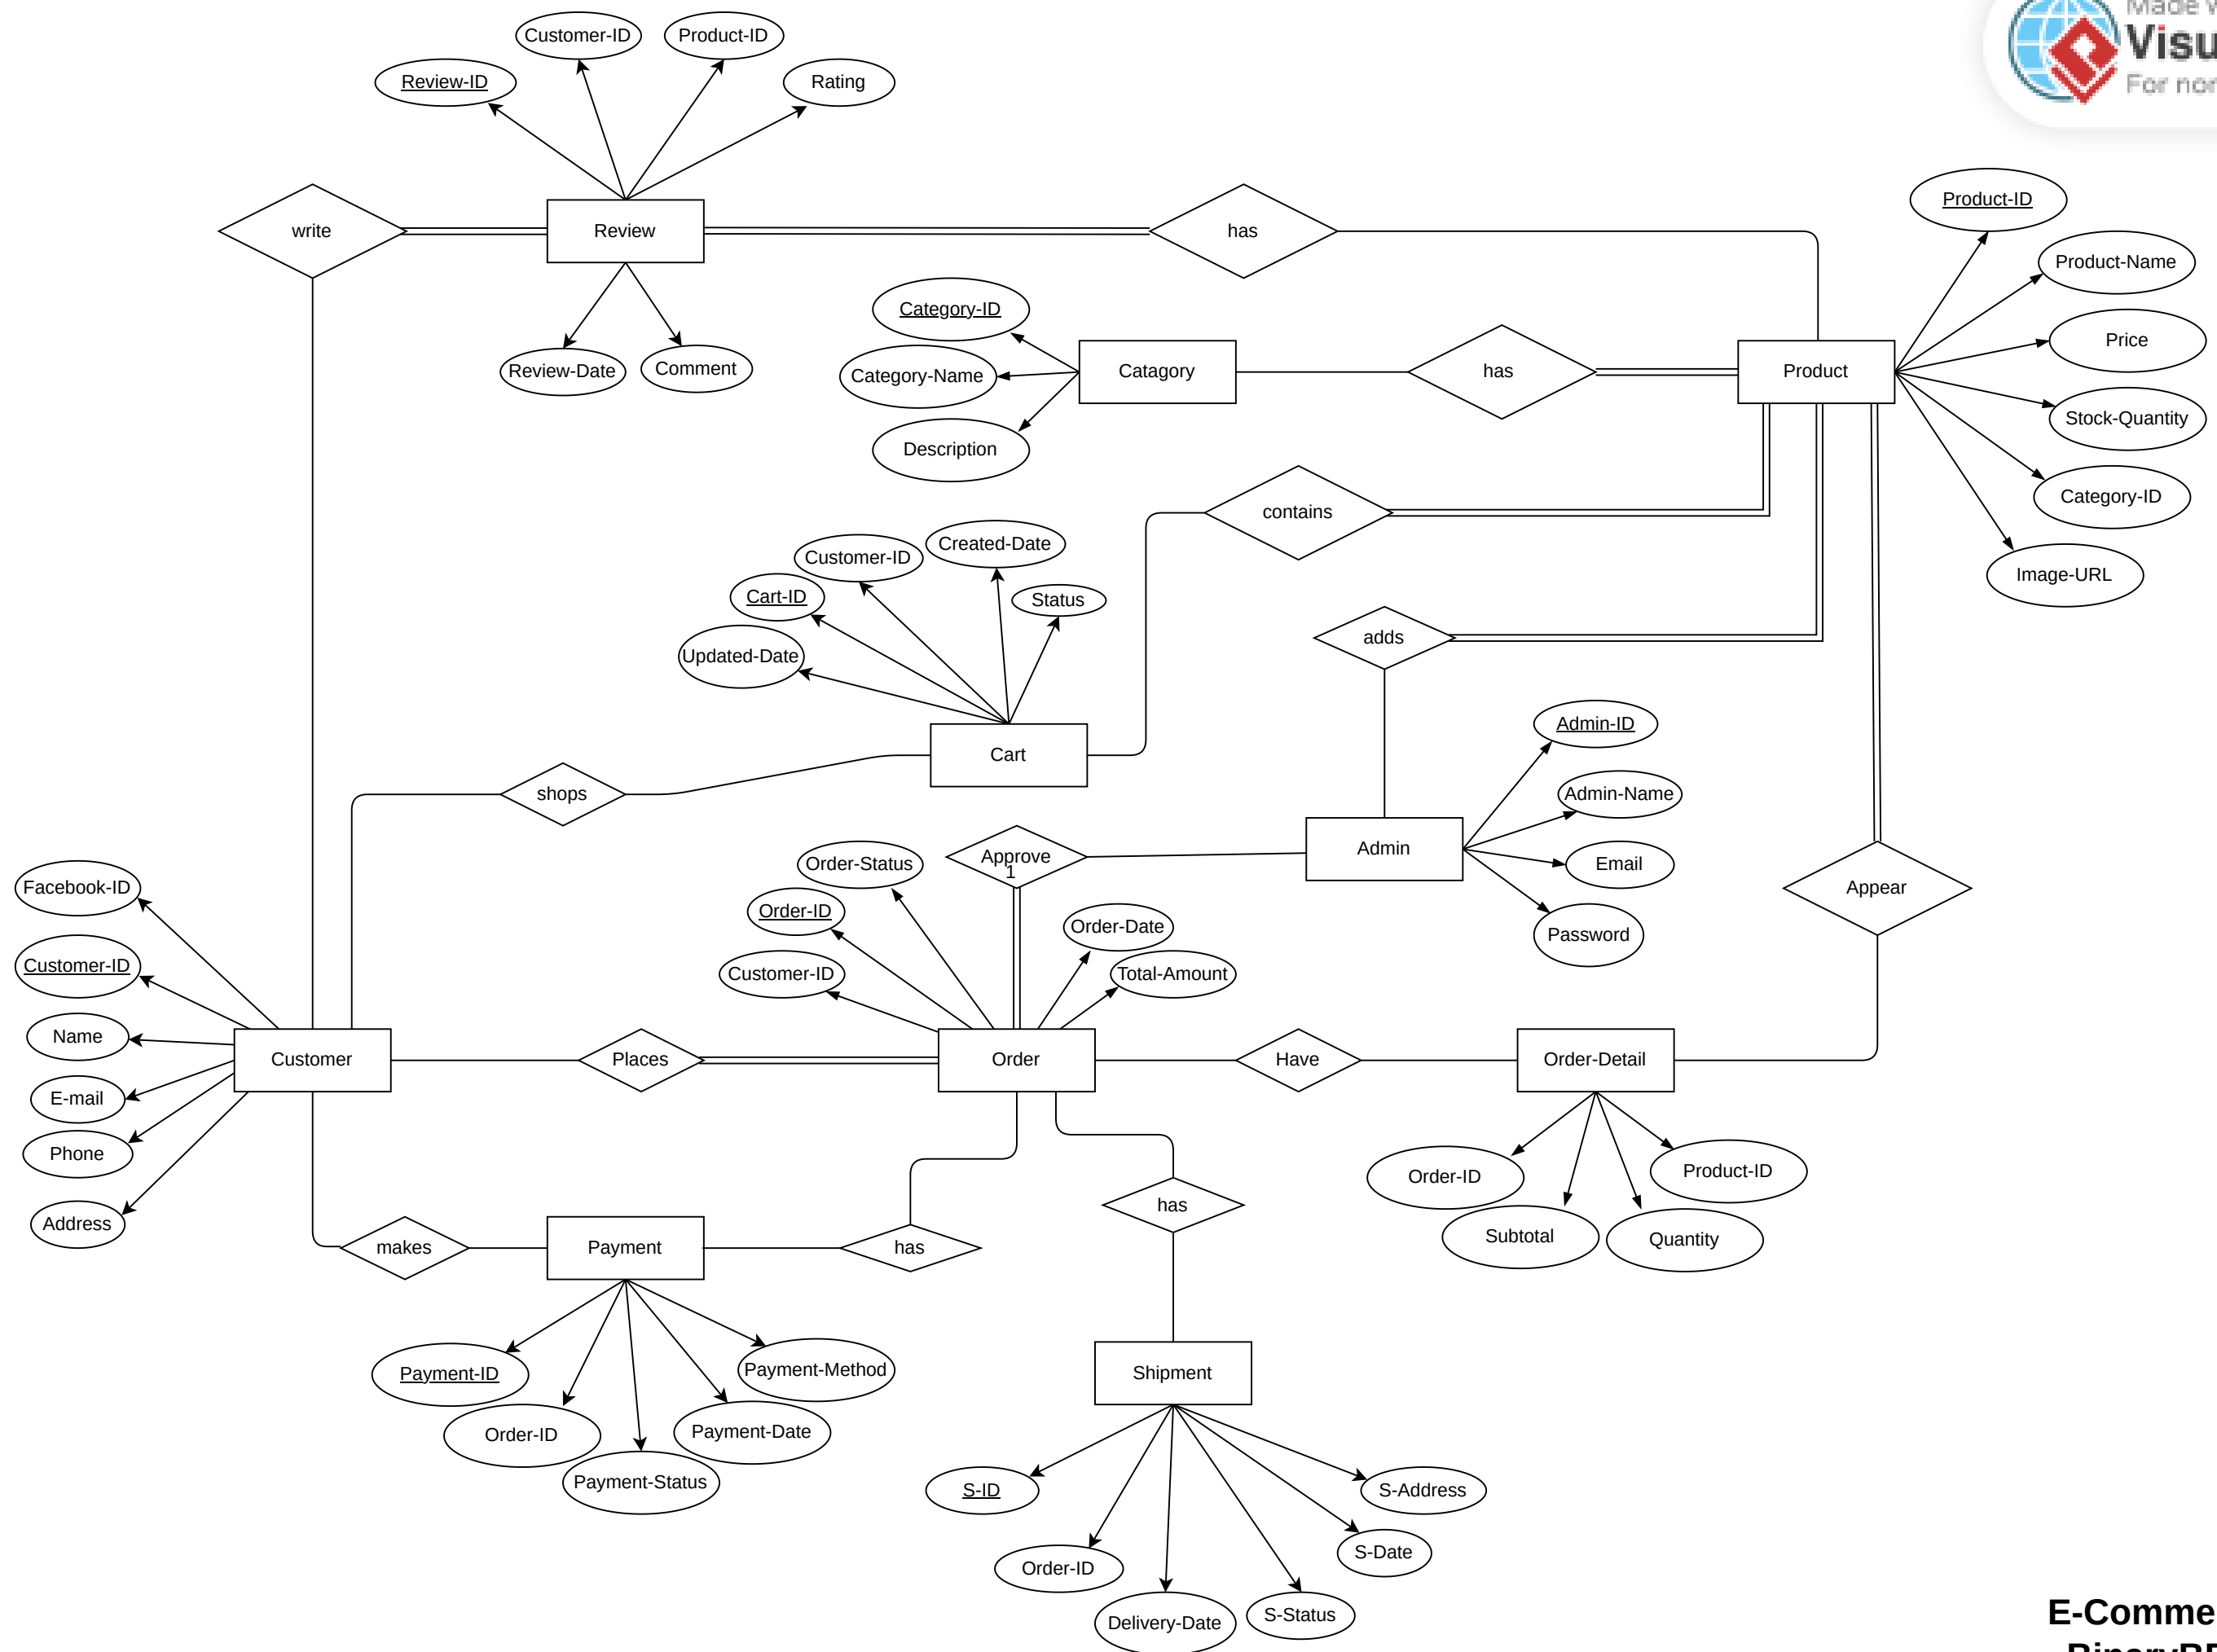 Made w
Visu
For nor
Customer-ID
Product-ID
Review-ID
Rating
write
Review
has
Product-ID
Product-Name
Category-ID
Price
Review-Date
Comment
Category-Name
Catagory
has
Product
Stock-Quantity
Description
Category-ID
contains
Created-Date
Customer-ID
Image-URL
Cart-ID
Status
Updated-Date
adds
Admin-ID
Cart
shops
Admin-Name
Order-Status
Approve
1
Admin
Email
Facebook-ID
Appear
Order-ID
Order-Date
Password
Customer-ID
Customer-ID
Total-Amount
Name
Customer
Places
Order
Have
Order-Detail
E-mail
Phone
Order-ID
Product-ID
Address
has
Subtotal
Quantity
makes
Payment
has
Payment-ID
Payment-Method
Shipment
Order-ID
Payment-Date
Payment-Status
S-ID
S-Address
S-Date
Order-ID
Delivery-Date
S-Status
E-Comme